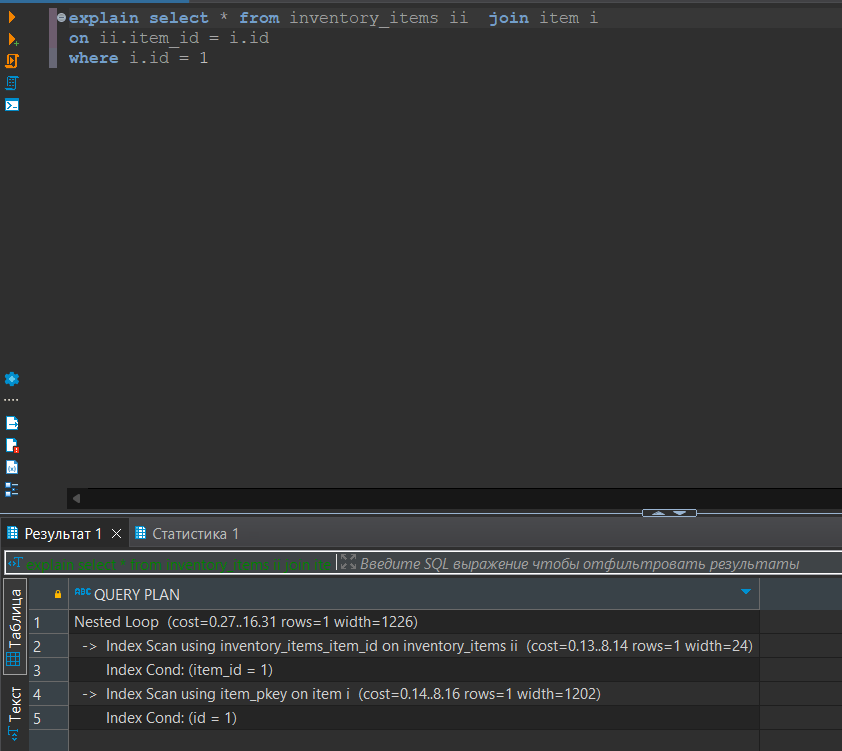 explain select * from inventory_items ii  join item i
on ii.item_id = i.id
where i.id = 1
Результат 1
Статистика 1
explain select * from inventory_items ii join ite
Введите SQL выражение чтобы отфильтровать результаты
Таблица
Текст
ABC QUERY PLAN
1 Nested Loop  (cost=0.27..16.31 rows=1 width=1226)
2 -> Index Scan using inventory_items_item_id on inventory_items ii  (cost=0.13..8.14 rows=1 width=24)
3 Index Cond: (item_id = 1)
4 -> Index Scan using item_pkey on item i  (cost=0.14..8.16 rows=1 width=1202)
5 Index Cond: (id = 1)